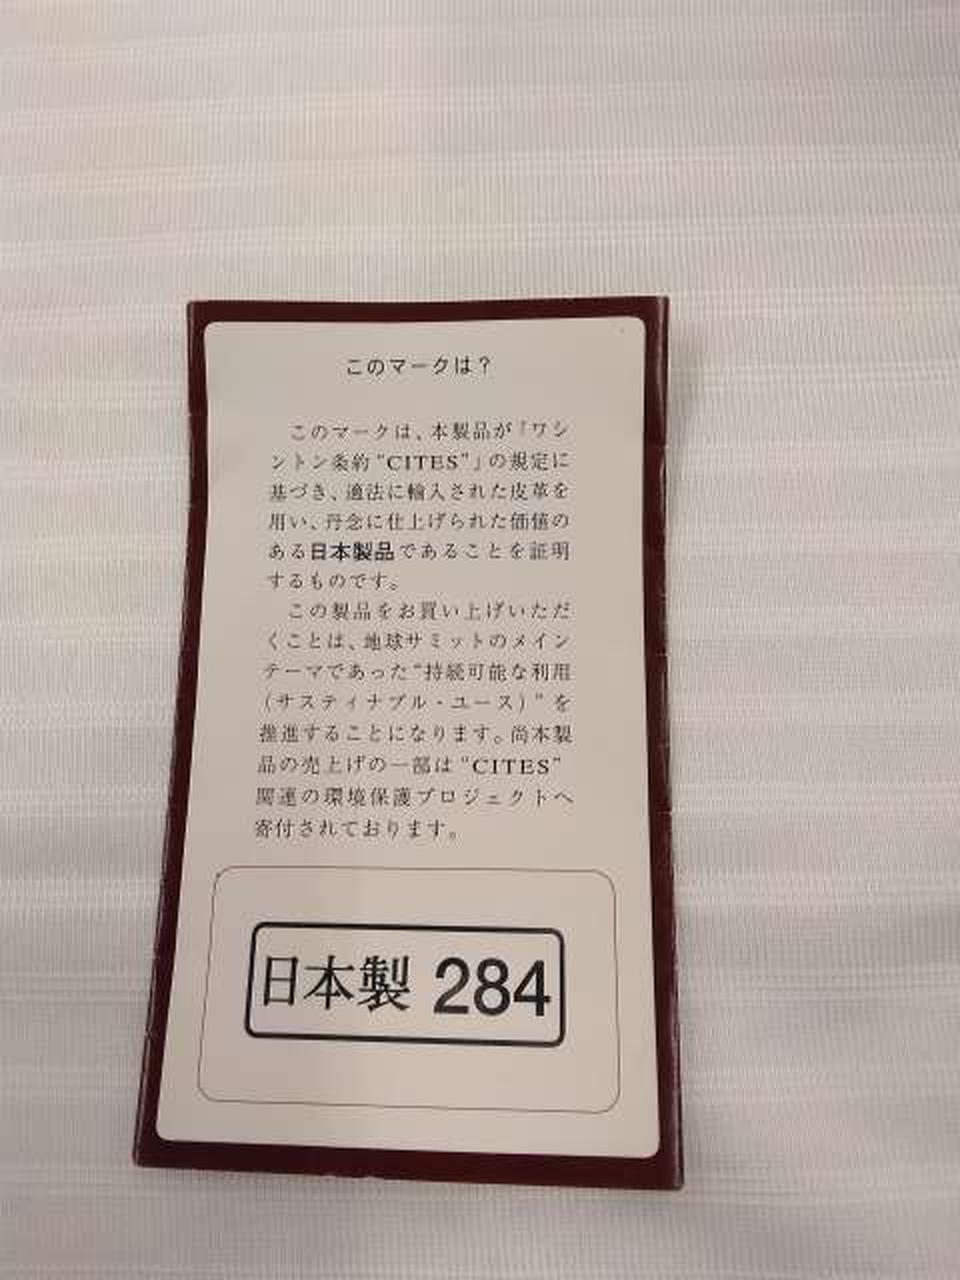 このマークは？
このマークは、本製品が「ワシ
ントン条約“CITES”」の規定に
基づき、適法に輸入された皮革を
用い、丹念に仕上げられた価値の
ある日本製品であることを証明
するものです。
この製品をお買い上げいただ
くことは、地球サミットのメイン
テーマであった“持続可能な利用
（サスティナブル・ユース）”を
推進することになります。尚本製
品の売上げの一部は“CITES”
関連の環境保護プロジェクトへ
寄付されております。
日本製 284